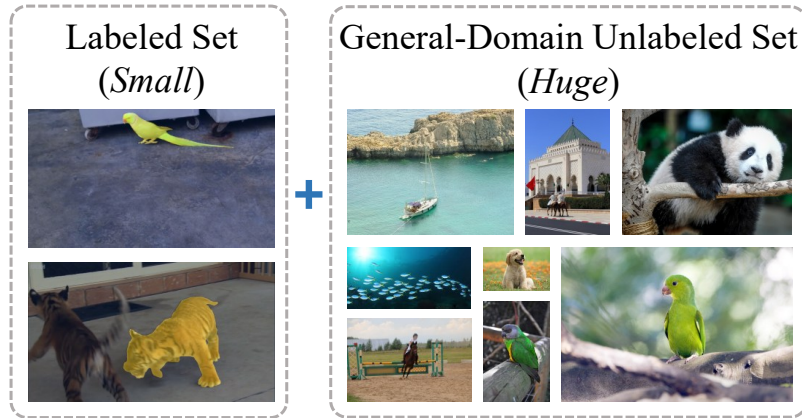 Labeled Set
(Small)
General-Domain Unlabeled Set
(Huge)
+